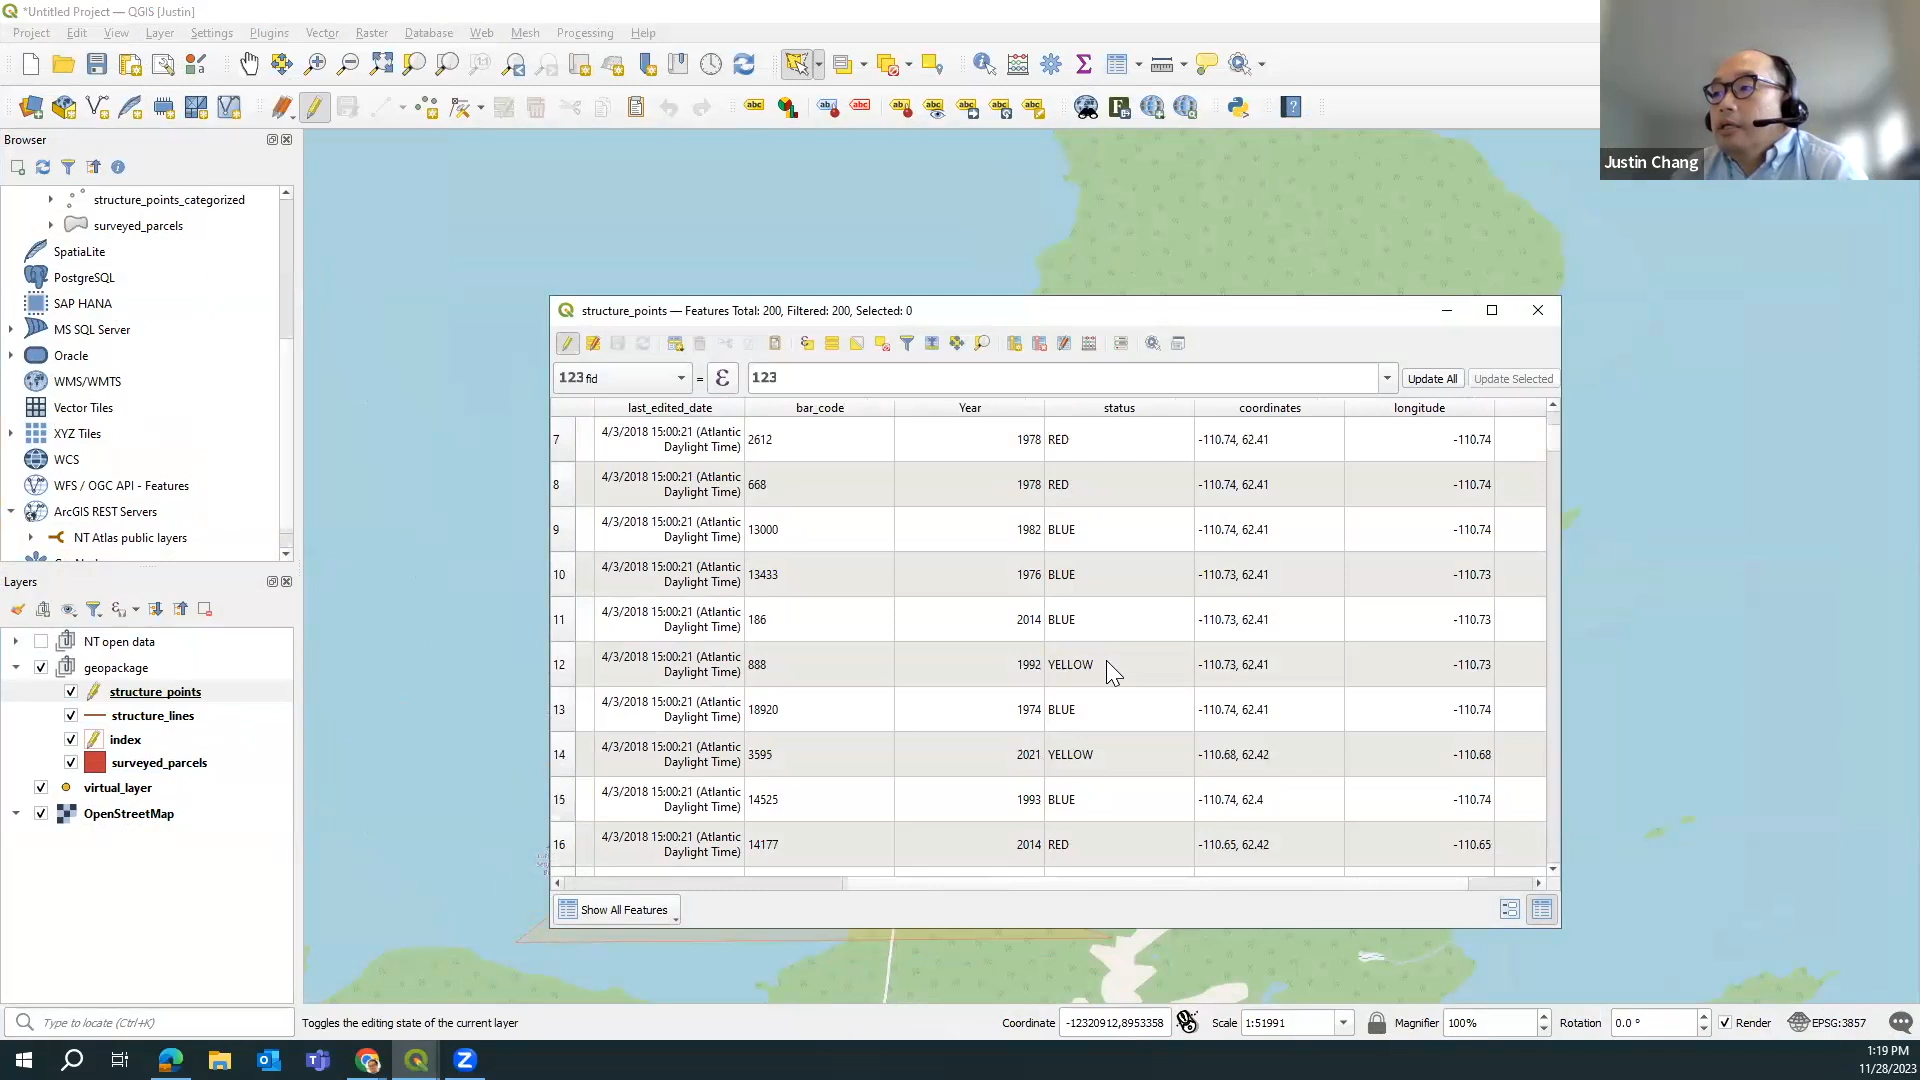 *Untitled Project — QGIS [Justin]
Project Edit View Layer Settings Plugins Vector Raster Database Web Mesh Processing Help
Justin Chang
Browser
structure_points_categorized
surveyed_parcels
SpatiaLite
PostgreSQL
SAP HANA
MS SQL Server
Oracle
WMS/WMTS
Vector Tiles
XYZ Tiles
WCS
WFS / OGC API - Features
ArcGIS REST Servers
NT Atlas public layers
Layers
NT open data
geopackage
structure_points
structure_lines
index
surveyed_parcels
virtual_layer
OpenStreetMap
structure_points — Features Total: 200, Filtered: 200, Selected: 0
123 fid = ε 123 Update All Update Selected
last_edited_date bar_code Year status coordinates longitude
7 4/3/2018 15:00:21 (Atlantic Daylight Time) 2612 1978 RED -110.74, 62.41 -110.74
8 4/3/2018 15:00:21 (Atlantic Daylight Time) 668 1978 RED -110.74, 62.41 -110.74
9 4/3/2018 15:00:21 (Atlantic Daylight Time) 13000 1982 BLUE -110.74, 62.41 -110.74
10 4/3/2018 15:00:21 (Atlantic Daylight Time) 13433 1976 BLUE -110.73, 62.41 -110.73
11 4/3/2018 15:00:21 (Atlantic Daylight Time) 186 2014 BLUE -110.73, 62.41 -110.73
12 4/3/2018 15:00:21 (Atlantic Daylight Time) 888 1992 YELLOW -110.73, 62.41 -110.73
13 4/3/2018 15:00:21 (Atlantic Daylight Time) 18920 1974 BLUE -110.74, 62.41 -110.74
14 4/3/2018 15:00:21 (Atlantic Daylight Time) 3595 2021 YELLOW -110.68, 62.42 -110.68
15 4/3/2018 15:00:21 (Atlantic Daylight Time) 14525 1993 BLUE -110.74, 62.4 -110.74
16 4/3/2018 15:00:21 (Atlantic Daylight Time) 14177 2014 RED -110.65, 62.42 -110.65
Show All Features
Type to locate (Ctrl+K) Toggles the editing state of the current layer Coordinate -12320912,8953358 Scale 1:51991 Magnifier 100% Rotation 0.0 ° Render EPSG:3857
1:19 PM
11/28/2023